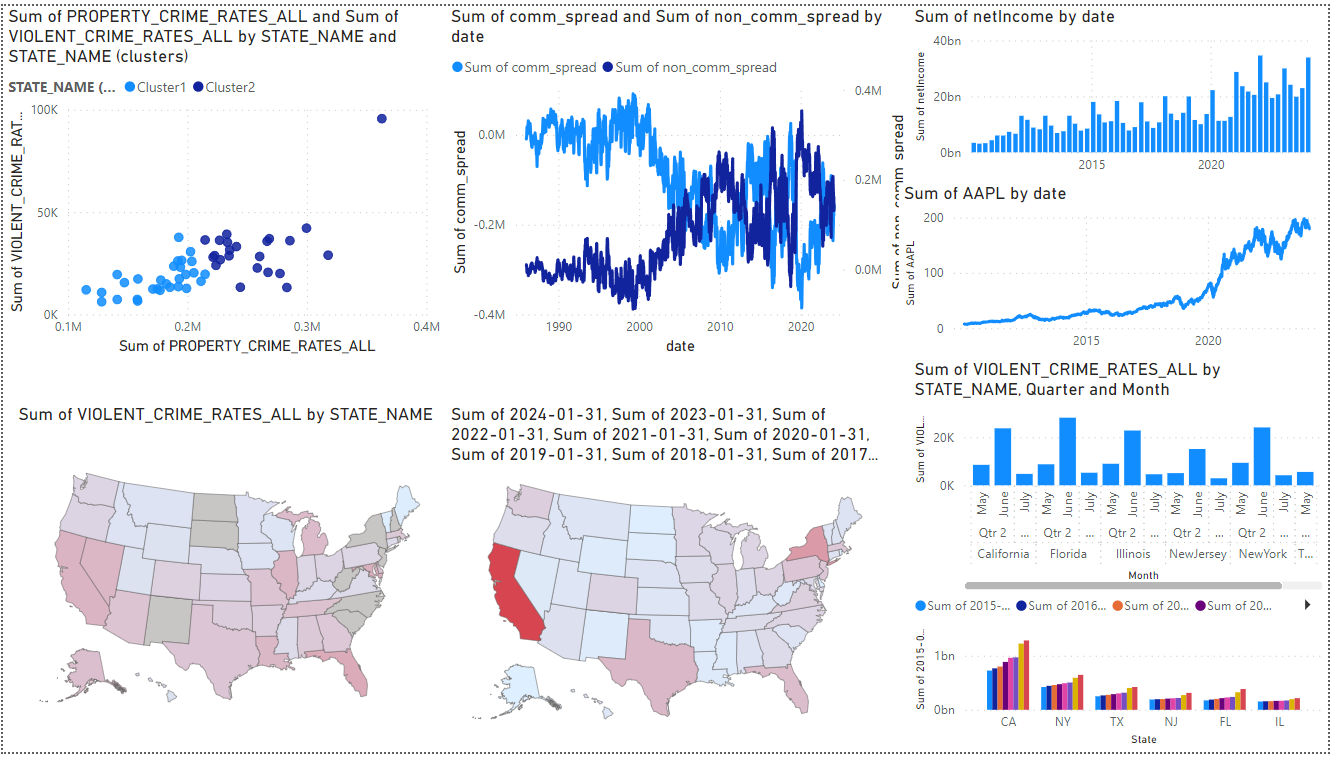 Sum of PROPERTY_CRIME_RATES_ALL and Sum of
VIOLENT_CRIME_RATES_ALL by STATE_NAME and
STATE_NAME (clusters)
STATE_NAME (... Cluster1 Cluster2
Sum of VIOLENT_CRIME_RAT...
100K
50K
0K
0.1M 0.2M 0.3M 0.4M
Sum of PROPERTY_CRIME_RATES_ALL
Sum of comm_spread and Sum of non_comm_spread by
date
Sum of comm_spread Sum of non_comm_spread
Sum of comm_spread
0.0M
-0.2M
-0.4M
0.4M
0.2M
0.0M
Sum of non_comm_spread
1990 2000 2010 2020
date
Sum of netIncome by date
Sum of netIncome
40bn
20bn
0bn
2015 2020
Sum of AAPL by date
Sum of AAPL
200
100
0
2015 2020
Sum of VIOLENT_CRIME_RATES_ALL by STATE_NAME
Sum of 2024-01-31, Sum of 2023-01-31, Sum of
2022-01-31, Sum of 2021-01-31, Sum of 2020-01-31,
Sum of 2019-01-31, Sum of 2018-01-31, Sum of 2017...
Sum of VIOLENT_CRIME_RATES_ALL by
STATE_NAME, Quarter and Month
Sum of VIOL...
20K
0K
May June July May June July May June July May June July May June July May
Qtr 2 ... Qtr 2 ... Qtr 2 ... Qtr 2 ... Qtr 2 ... ...
California Florida Illinois NewJersey NewYork T...
Month
Sum of 2015-... Sum of 2016... Sum of 20... Sum of 20...
Sum of 2015-0...
1bn
0bn
CA NY TX NJ FL IL
State